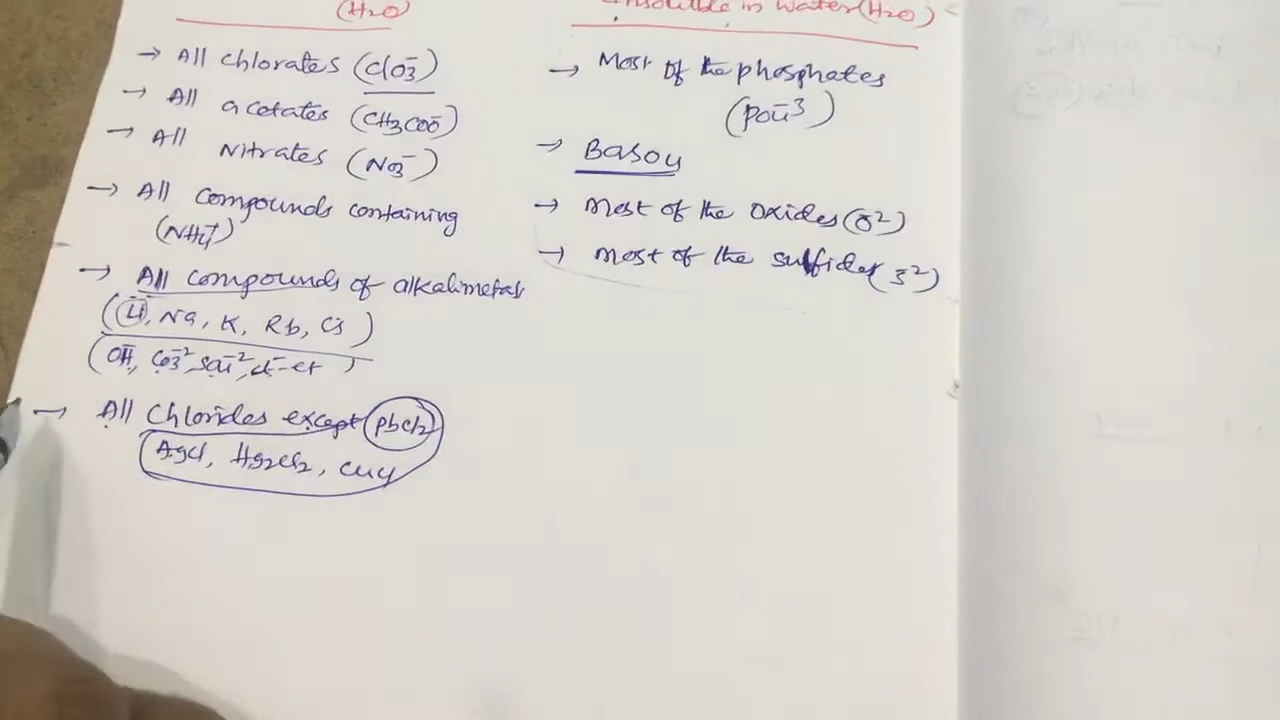 (H2O)
→ All chlorates (ClO3⁻)
→ All acetates (CH3COO⁻)
→ All Nitrates (NO3⁻)
→ All compounds containing
(NH4⁺)
→ All compounds of alkalimetals
(Li, Na, K, Rb, Cs)
(OH⁻, CO3⁻², SO4⁻², Cl⁻ - et )
→ All Chlorides except PbCl2
AgCl, Hg2Cl2, CuCl
Insoluble in water (H2O)
→ Most of the phosphates
(PO4⁻³)
→ BaSO4
→ Most of the Oxides (O⁻²)
→ Most of the sulfides (S⁻²)